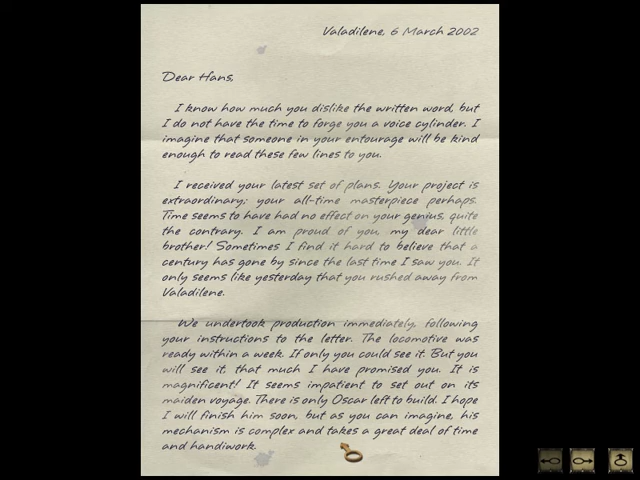 Valadilene, 6 March 2002
Dear Hans,
I know how much you dislike the written word, but
I do not have the time to forge you a voice cylinder. I
imagine that someone in your entourage will be kind
enough to read these few lines to you.
I received your latest set of plans. Your project is
extraordinary; your all-time masterpiece perhaps.
Time seems to have had no effect on your genius, quite
the contrary. I am proud of you, my dear little
brother! Sometimes I find it hard to believe that a
century has gone by since the last time I saw you. It
only seems like yesterday that you rushed away from
Valadilene.
We undertook production immediately, following
your instructions to the letter. The locomotive was
ready within a week. If only you could see it. But you
will see it, that much I have promised you. It is
magnificent! It seems impatient to set out on its
maiden voyage. There is only Oscar left to build. I hope
I will finish him soon, but as you can imagine, his
mechanism is complex and takes a great deal of time
and handiwork.